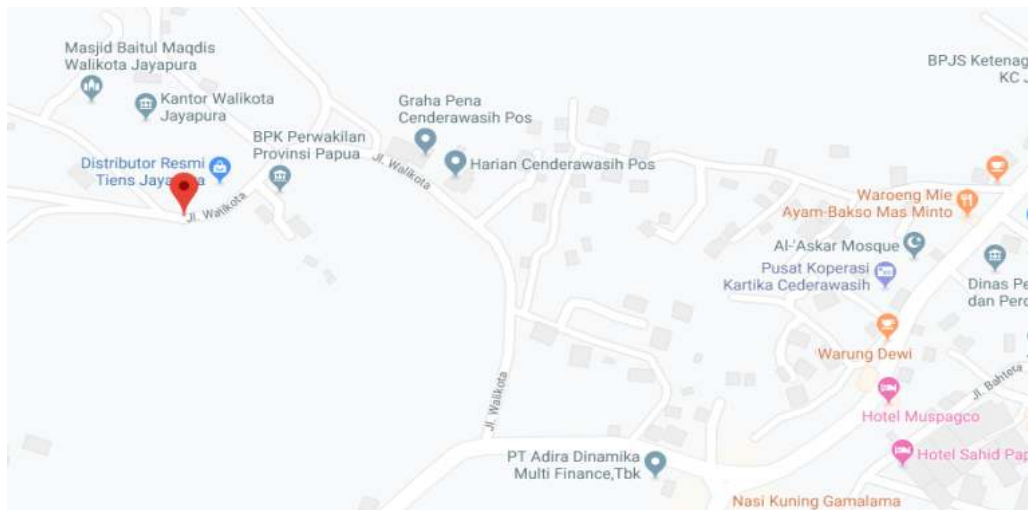 Masjid Baitul Maqdis
Walikota Jayapura
Kantor Walikota
Jayapura
Graha Pena
Cenderawasih Pos
BPJS Ketenag
KC J
BPK Perwakilan
Provinsi Papua
Jl. Walikota
Harian Cenderawasih Pos
Distributor Resmi
Tiens
Jl. Walikota
Waroeng Mie
Ayam-Bakso Mas Minto
Al-'Askar Mosque
Pusat Koperasi
Kartika Cederawasih
Dinas Pe
dan Perd
Warung Dewi
Jl. Walikota
Jl. Bahtera
Hotel Muspagco
PT Adira Dinamika
Multi Finance,Tbk
Hotel Sahid Pap
Nasi Kuning Gamalama